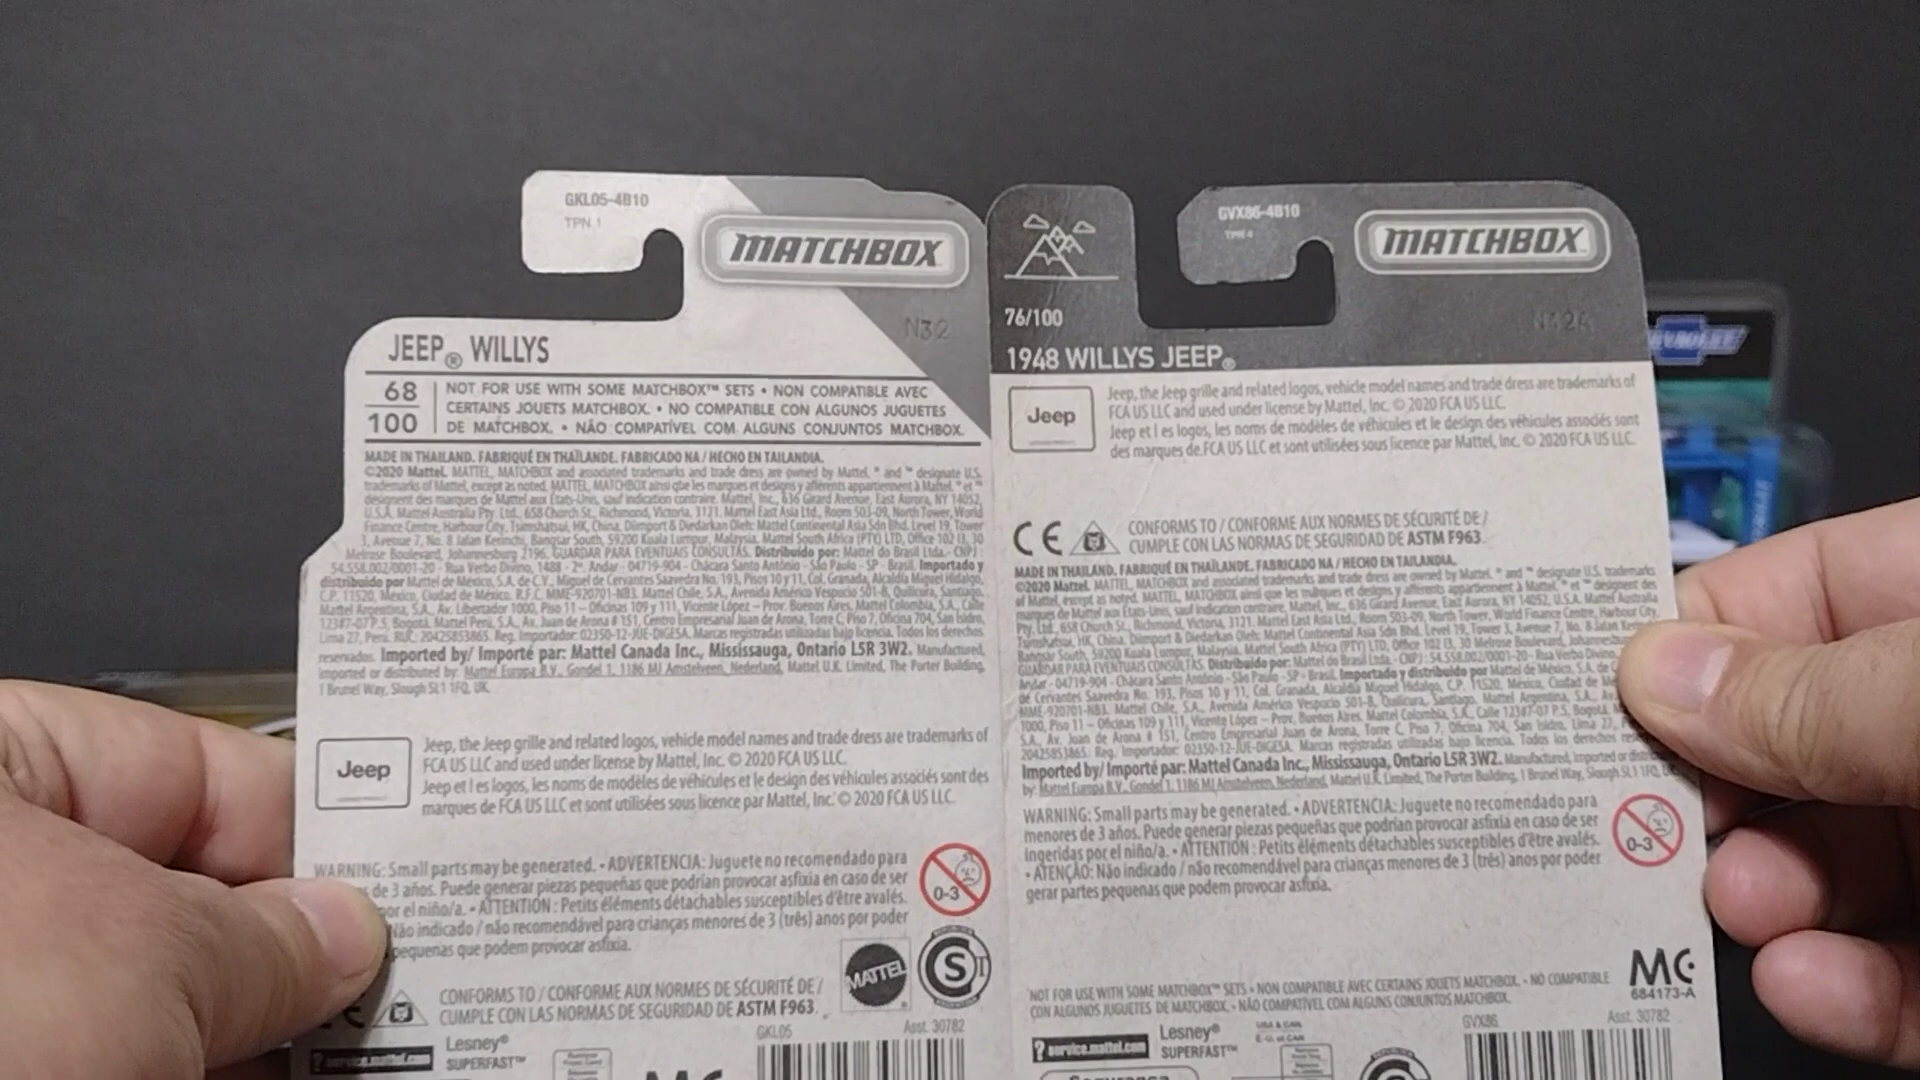 GKL05-4B10
TPN 1
MATCHBOX
N32
JEEP® WILLYS
68
100
NOT FOR USE WITH SOME MATCHBOX™ SETS • NON COMPATIBLE AVEC
CERTAINS JOUETS MATCHBOX. • NO COMPATIBLE CON ALGUNOS JUGUETES
DE MATCHBOX. • NÃO COMPATÍVEL COM ALGUNS CONJUNTOS MATCHBOX.
MADE IN THAILAND. FABRIQUÉ EN THAÏLANDE. FABRICADO NA / HECHO EN TAILANDIA.
©2020 Mattel. MATTEL, MATCHBOX and associated trademarks and trade dress are owned by Mattel. ® and ™ designate U.S.
trademarks of Mattel, except as noted. MATTEL, MATCHBOX ainsi que les marques et designs y afférents appartiennent à Mattel. ® et ™
désignent des marques de Mattel aux États-Unis, sauf indication contraire. Mattel, Inc., 636 Girard Avenue, East Aurora, NY 14052,
U.S.A. Mattel Australia Pty. Ltd., 658 Church St., Richmond, Victoria, 3121. Mattel East Asia Ltd., Room 503-09, North Tower, World
Finance Centre, Harbour City, Tsimshatsui, HK, China. Diimport & Diedarkan Oleh: Mattel Continental Asia Sdn Bhd. Level 19, Tower
3, Avenue 7, No. 8 Jalan Kerinchi, Bangsar South, 59200 Kuala Lumpur, Malaysia. Mattel South Africa (PTY) LTD, Office 102 I3, 30
Melrose Boulevard, Johannesburg 2196. GUARDAR PARA EVENTUAIS CONSULTAS. Distribuído por: Mattel do Brasil Ltda. - CNPJ :
54.558.002/0001-20 - Rua Verbo Divino, 1488 - 2º. Andar - 04719-904 - Chácara Santo Antônio - São Paulo - SP - Brasil. Importado y
distribuido por Mattel de México, S.A. de C.V., Miguel de Cervantes Saavedra No. 193, Pisos 10 y 11, Col. Granada, Alcaldía Miguel Hidalgo,
C.P. 11520, México, Ciudad de México. R.F.C. MME-920701-NB3. Mattel Chile, S.A., Avenida Américo Vespucio 501-B, Quilicura, Santiago.
Mattel Argentina, S.A., Av. Libertador 1000, Piso 11 – Oficinas 109 y 111, Vicente López – Prov. Buenos Aires. Mattel Colombia, S.A., Calle
12347-07 P.5, Bogotá. Mattel Perú, S.A., Av. Juan de Arona # 151, Centro Empresarial Juan de Arona, Torre C, Piso 7, Oficina 704, San Isidro,
Lima 27, Perú. RUC: 20425853865. Reg. Importador: 02350-12-JUE-DIGESA. Marcas registradas utilizadas bajo licencia. Todos los derechos
reservados. Imported by/ Importé par: Mattel Canada Inc., Mississauga, Ontario L5R 3W2. Manufactured,
imported or distributed by: Mattel Europa B.V., Gondel 1, 1186 MJ Amstelveen, Nederland. Mattel U.K. Limited, The Porter Building,
1 Brunel Way, Slough SL1 1FQ, UK.
Jeep
Jeep, the Jeep grille and related logos, vehicle model names and trade dress are trademarks of
FCA US LLC and used under license by Mattel, Inc. © 2020 FCA US LLC.
Jeep et l es logos, les noms de modèles de véhicules et le design des véhicules associés sont des
marques de FCA US LLC et sont utilisées sous licence par Mattel, Inc. © 2020 FCA US LLC.
WARNING: Small parts may be generated. • ADVERTENCIA: Juguete no recomendado para
de 3 años. Puede generar piezas pequeñas que podrían provocar asfixia en caso de ser
por el niño/a. • ATTENTION : Petits éléments détachables susceptibles d'être avalés.
Não indicado / não recomendável para crianças menores de 3 (três) anos por poder
pequenas que podem provocar asfixia.
0-3
MATTEL
S
CONFORMS TO / CONFORME AUX NORMES DE SÉCURITÉ DE /
CUMPLE CON LAS NORMAS DE SEGURIDAD DE ASTM F963.
? service.mattel.com
Lesney®
SUPERFAST™
GKL05
Asst. 30782
MC
GVX86-4B10
MATCHBOX
76/100
1948 WILLYS JEEP®
Jeep
Jeep, the Jeep grille and related logos, vehicle model names and trade dress are trademarks of
FCA US LLC and used under license by Mattel, Inc. © 2020 FCA US LLC.
Jeep et l es logos, les noms de modèles de véhicules et le design des véhicules associés sont
des marques de FCA US LLC et sont utilisées sous licence par Mattel, Inc. © 2020 FCA US LLC.
CE
CONFORMS TO / CONFORME AUX NORMES DE SÉCURITÉ DE /
CUMPLE CON LAS NORMAS DE SEGURIDAD DE ASTM F963.
MADE IN THAILAND. FABRIQUÉ EN THAÏLANDE. FABRICADO NA / HECHO EN TAILANDIA.
©2020 Mattel. MATTEL, MATCHBOX and associated trademarks and trade dress are owned by Mattel. ® and ™ designate U.S. trademarks
of Mattel, except as noted. MATTEL, MATCHBOX ainsi que les marques et designs y afférents appartiennent à Mattel. ® et ™ désignent des
marques de Mattel aux États-Unis, sauf indication contraire. Mattel, Inc., 636 Girard Avenue, East Aurora, NY 14052, U.S.A. Mattel Australia
Pty. Ltd., 658 Church St., Richmond, Victoria, 3121. Mattel East Asia Ltd., Room 503-09, North Tower, World Finance Centre, Harbour City,
Tsimshatsui, HK, China. Diimport & Diedarkan Oleh: Mattel Continental Asia Sdn Bhd. Level 19, Tower 3, Avenue 7, No. 8 Jalan Kerinchi,
Bangsar South, 59200 Kuala Lumpur, Malaysia. Mattel South Africa (PTY) LTD, Office 102 I3, 30 Melrose Boulevard, Johannesburg
GUARDAR PARA EVENTUAIS CONSULTAS. Distribuído por: Mattel do Brasil Ltda. - CNPJ : 54.558.002/0001-20 - Rua Verbo Divino,
Andar - 04719-904 - Chácara Santo Antônio - São Paulo - SP - Brasil. Importado y distribuido por Mattel de México, S.A. de C
de Cervantes Saavedra No. 193, Pisos 10 y 11, Col. Granada, Alcaldía Miguel Hidalgo, C.P. 11520, México, Ciudad de Mé
MME-920701-NB3. Mattel Chile, S.A., Avenida Américo Vespucio 501-B, Quilicura, Santiago. Mattel Argentina, S.A., Av
1000, Piso 11 – Oficinas 109 y 111, Vicente López – Prov. Buenos Aires. Mattel Colombia, S.A., Calle 12347-07 P.5, Bogotá.
S.A., Av. Juan de Arona # 151, Centro Empresarial Juan de Arona, Torre C, Piso 7, Oficina 704, San Isidro, Lima 27,
20425853865. Reg. Importador: 02350-12-JUE-DIGESA. Marcas registradas utilizadas bajo licencia. Todos los derechos
Imported by/ Importé par: Mattel Canada Inc., Mississauga, Ontario L5R 3W2. Manufactured, imported or
by: Mattel Europa B.V., Gondel 1, 1186 MJ Amstelveen, Nederland. Mattel U.K. Limited, The Porter Building, 1 Brunel Way, Slough SL1 1FQ,
WARNING: Small parts may be generated. • ADVERTENCIA: Juguete no recomendado para
menores de 3 años. Puede generar piezas pequeñas que podrían provocar asfixia en caso de ser
ingeridas por el niño/a. • ATTENTION : Petits éléments détachables susceptibles d'être avalés.
• ATENÇÃO: Não indicado / não recomendável para crianças menores de 3 (três) anos por poder
gerar partes pequenas que podem provocar asfixia.
0-3
NOT FOR USE WITH SOME MATCHBOX™ SETS • NON COMPATIBLE AVEC CERTAINS JOUETS MATCHBOX. • NO COMPATIBLE
CON ALGUNOS JUGUETES DE MATCHBOX. • NÃO COMPATÍVEL COM ALGUNS CONJUNTOS MATCHBOX.
MC
684173-A
? service.mattel.com
Lesney®
SUPERFAST™
GVX86
Asst. 30782